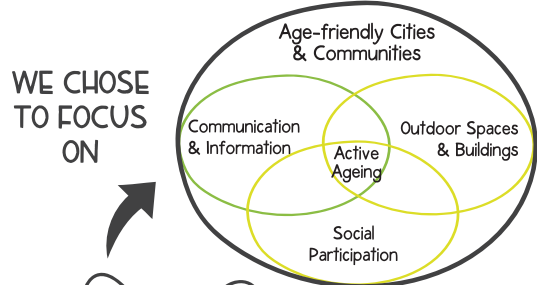 WE CHOSE
TO FOCUS
ON
Age-friendly Cities
& Communities
Communication
& Information
Outdoor Spaces
& Buildings
Active
Ageing
Social
Participation